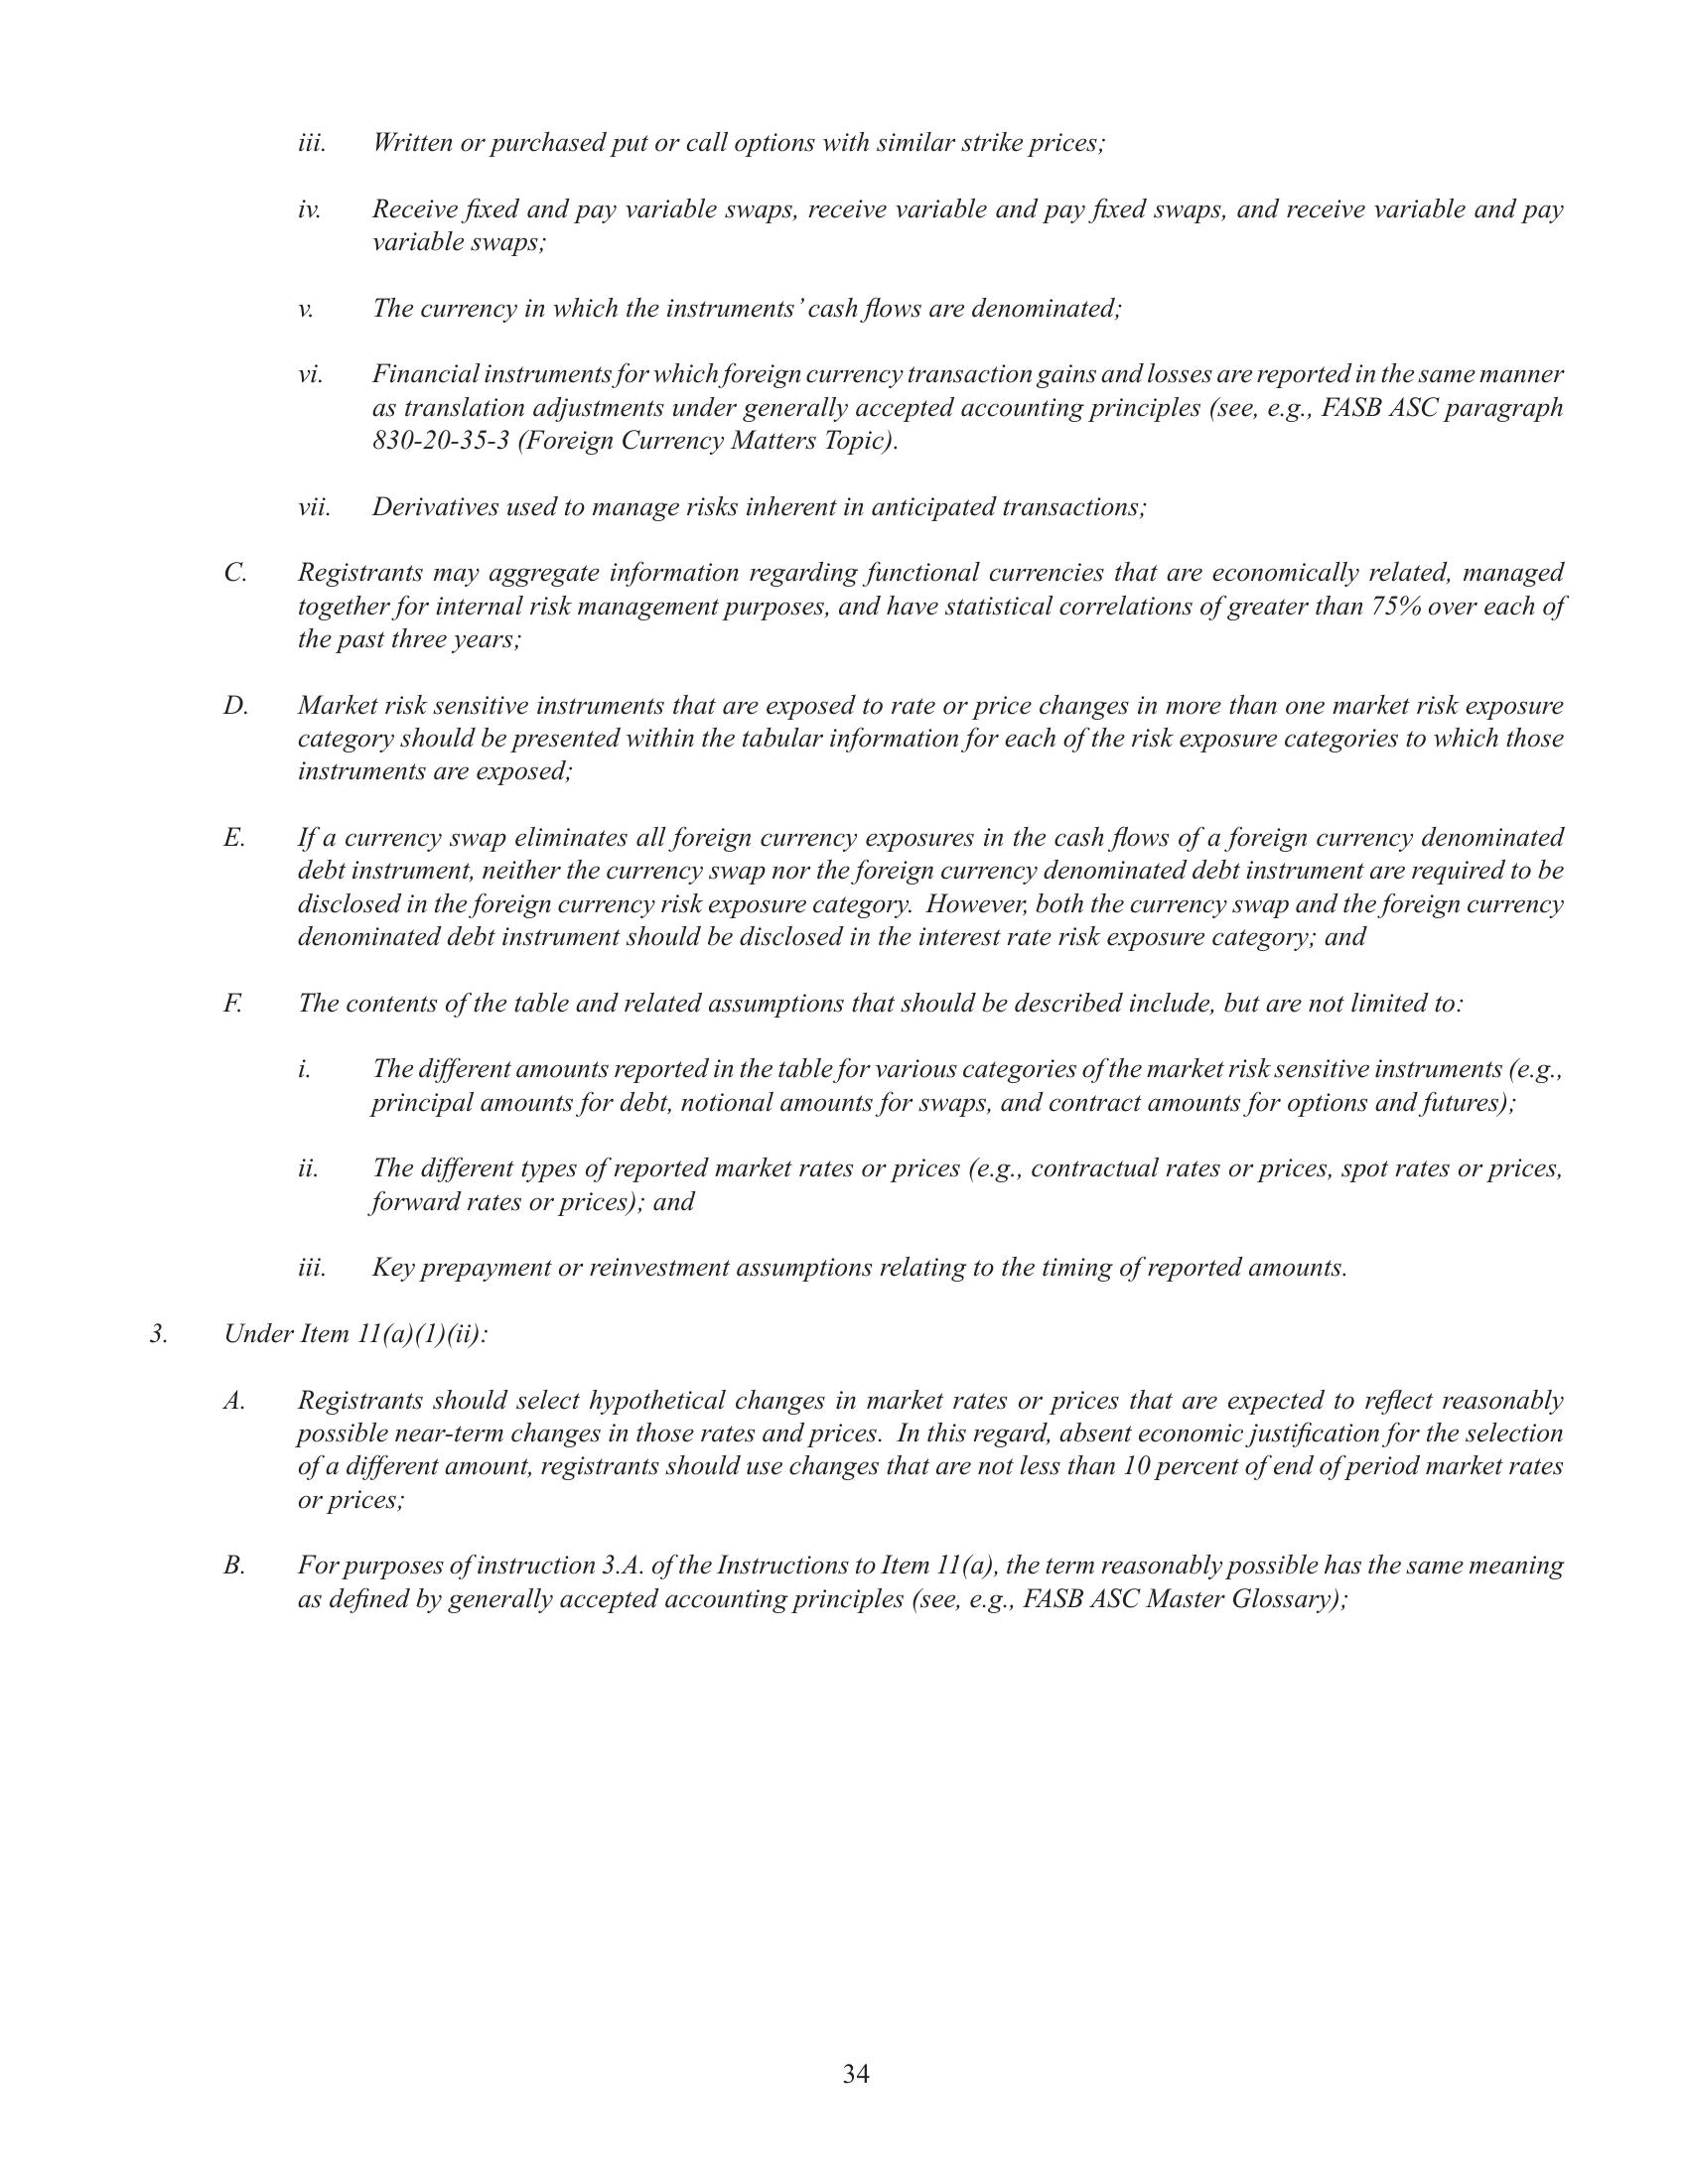 iii. Written or purchased put or call options with similar strike prices;
iv. Receive fixed and pay variable swaps, receive variable and pay fixed swaps, and receive variable and pay
variable swaps;
v. The currency in which the instruments’ cash flows are denominated;
vi. Financial instruments for which foreign currency transaction gains and losses are reported in the same manner
as translation adjustments under generally accepted accounting principles (see, e.g., FASB ASC paragraph
830-20-35-3 (Foreign Currency Matters Topic).
vii. Derivatives used to manage risks inherent in anticipated transactions;
C. Registrants may aggregate information regarding functional currencies that are economically related, managed
together for internal risk management purposes, and have statistical correlations of greater than 75% over each of
the past three years;
D. Market risk sensitive instruments that are exposed to rate or price changes in more than one market risk exposure
category should be presented within the tabular information for each of the risk exposure categories to which those
instruments are exposed;
E. If a currency swap eliminates all foreign currency exposures in the cash flows of a foreign currency denominated
debt instrument, neither the currency swap nor the foreign currency denominated debt instrument are required to be
disclosed in the foreign currency risk exposure category. However, both the currency swap and the foreign currency
denominated debt instrument should be disclosed in the interest rate risk exposure category; and
F. The contents of the table and related assumptions that should be described include, but are not limited to:
i. The different amounts reported in the table for various categories of the market risk sensitive instruments (e.g.,
principal amounts for debt, notional amounts for swaps, and contract amounts for options and futures);
ii. The different types of reported market rates or prices (e.g., contractual rates or prices, spot rates or prices,
forward rates or prices); and
iii. Key prepayment or reinvestment assumptions relating to the timing of reported amounts.
3. Under Item 11(a)(1)(ii):
A. Registrants should select hypothetical changes in market rates or prices that are expected to reflect reasonably
possible near-term changes in those rates and prices. In this regard, absent economic justification for the selection
of a different amount, registrants should use changes that are not less than 10 percent of end of period market rates
or prices;
B. For purposes of instruction 3.A. of the Instructions to Item 11(a), the term reasonably possible has the same meaning
as defined by generally accepted accounting principles (see, e.g., FASB ASC Master Glossary);
34